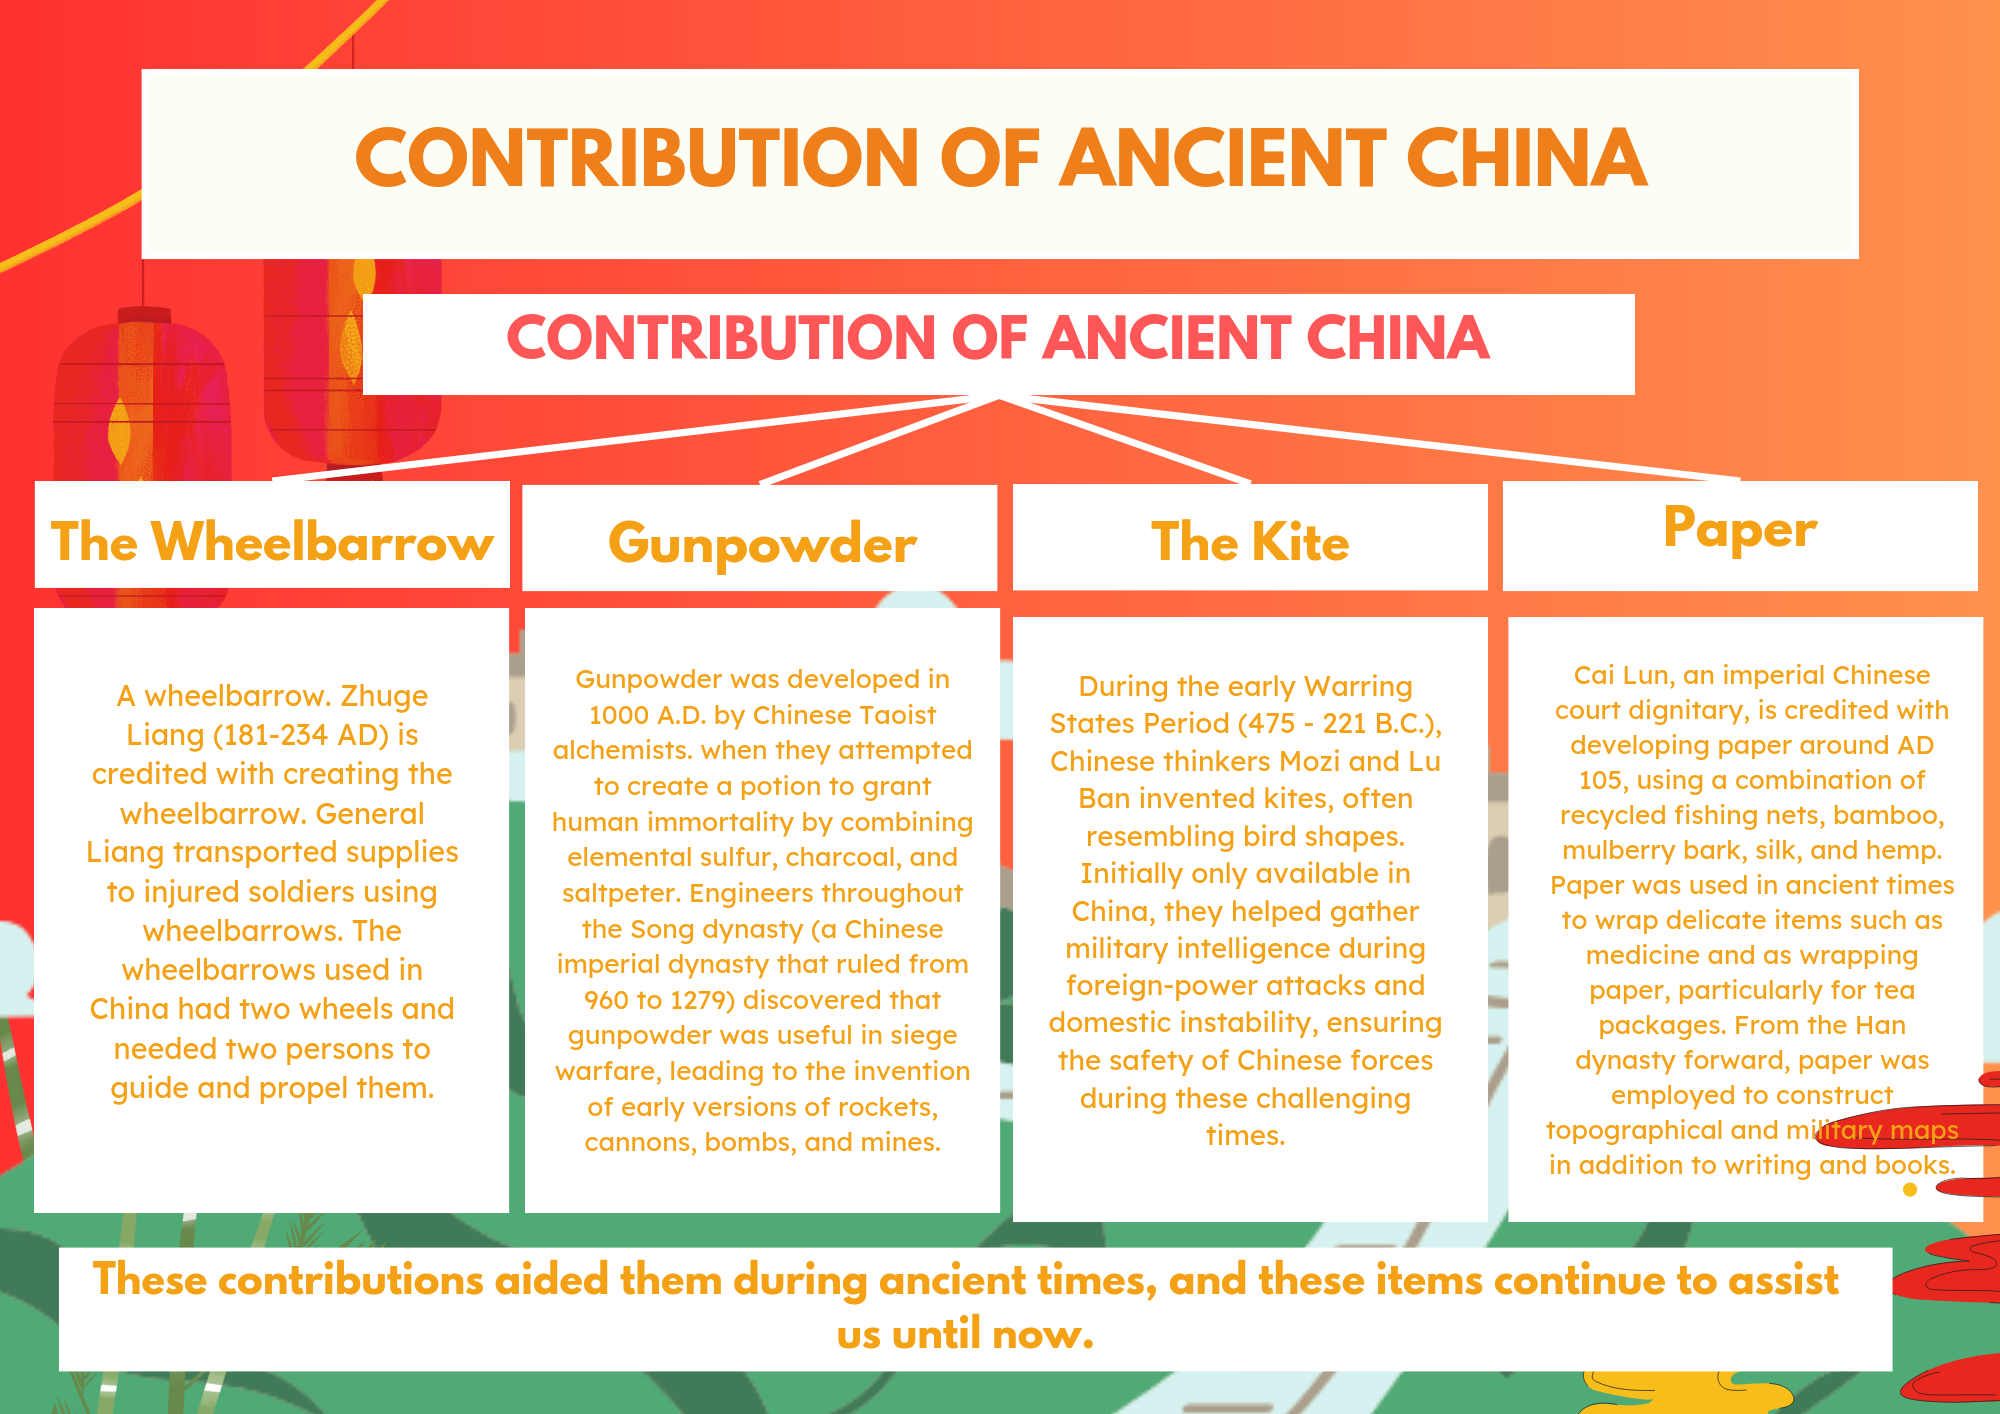 CONTRIBUTION OF ANCIENT CHINA
CONTRIBUTION OF ANCIENT CHINA
The Wheelbarrow
A wheelbarrow. Zhuge
Liang (181-234 AD) is
credited with creating the
wheelbarrow. General
Liang transported supplies
to injured soldiers using
wheelbarrows. The
wheelbarrows used in
China had two wheels and
needed two persons to
guide and propel them.
Gunpowder
Gunpowder was developed in
1000 A.D. by Chinese Taoist
alchemists. when they attempted
to create a potion to grant
human immortality by combining
elemental sulfur, charcoal, and
saltpeter. Engineers throughout
the Song dynasty (a Chinese
imperial dynasty that ruled from
960 to 1279) discovered that
gunpowder was useful in siege
warfare, leading to the invention
of early versions of rockets,
cannons, bombs, and mines.
The Kite
During the early Warring
States Period (475 - 221 B.C.),
Chinese thinkers Mozi and Lu
Ban invented kites, often
resembling bird shapes.
Initially only available in
China, they helped gather
military intelligence during
foreign-power attacks and
domestic instability, ensuring
the safety of Chinese forces
during these challenging
times.
Paper
Cai Lun, an imperial Chinese
court dignitary, is credited with
developing paper around AD
105, using a combination of
recycled fishing nets, bamboo,
mulberry bark, silk, and hemp.
Paper was used in ancient times
to wrap delicate items such as
medicine and as wrapping
paper, particularly for tea
packages. From the Han
dynasty forward, paper was
employed to construct
topographical and military maps
in addition to writing and books.
These contributions aided them during ancient times, and these items continue to assist
us until now.